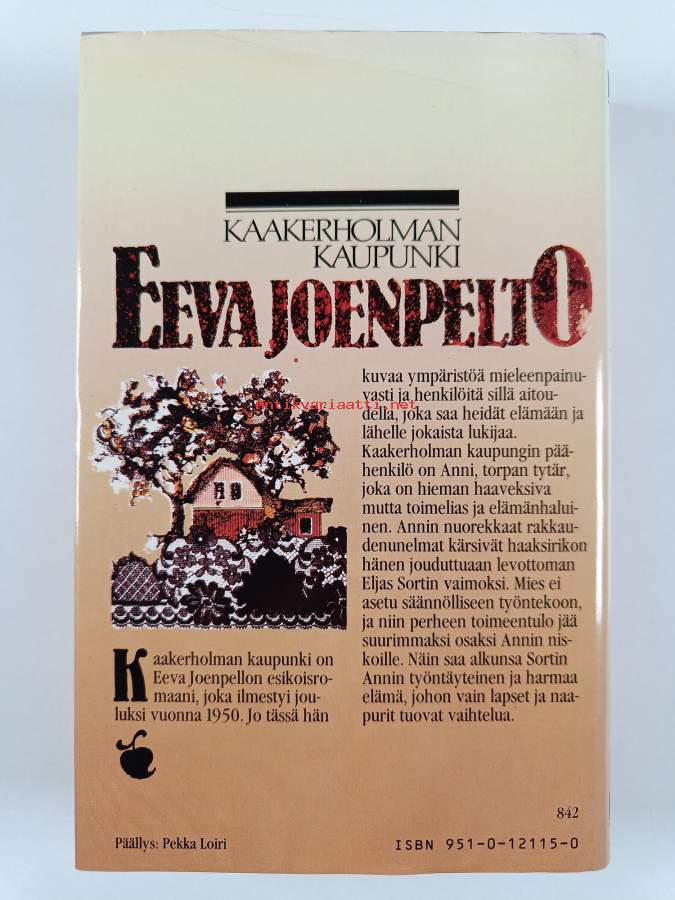 KAAKERHOLMAN
KAUPUNKI
EEVA JOENPELTO
Kaakerholman kaupunki on
Eeva Joenpellon esikoisro-
maani, joka ilmestyi jou-
luksi vuonna 1950. Jo tässä hän
kuvaa ympäristöä mieleenpainu-
vasti ja henkilöitä sillä aitou-
della, joka saa heidät elämään ja
lähelle jokaista lukijaa.
Kaakerholman kaupungin pää-
henkilö on Anni, torpan tytär,
joka on hieman haaveksiva
mutta toimelias ja elämänhalui-
nen. Annin nuorekkaat rakkau-
denunelmat kärsivät haaksirikon
hänen jouduttuaan levottoman
Eljas Sortin vaimoksi. Mies ei
asetu säännölliseen työntekoon,
ja niin perheen toimeentulo jää
suurimmaksi osaksi Annin nis-
koille. Näin saa alkunsa Sortin
Annin työntäyteinen ja harmaa
elämä, johon vain lapset ja naa-
purit tuovat vaihtelua.
antikvariaatti.net
842
Päällys: Pekka Loiri
ISBN 951-0-12115-0